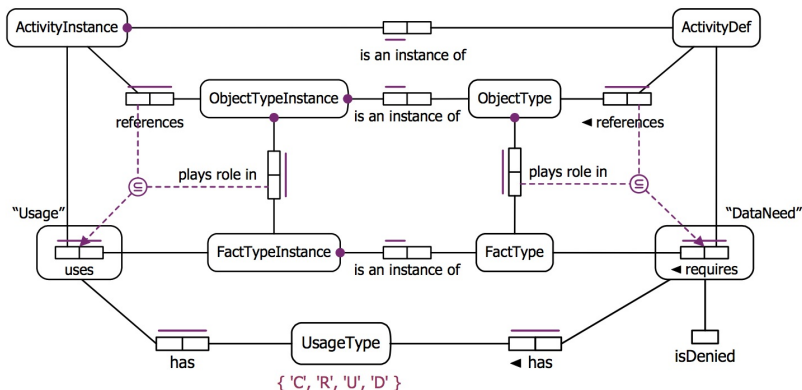 ActivityInstance
ActivityDef
is an instance of
ObjectTypeInstance
ObjectType
is an instance of
references
◄ references
plays role in
plays role in
⊆
⊆
"Usage"
"DataNeed"
FactTypeInstance
FactType
uses
is an instance of
◄ requires
UsageType
isDenied
has
◄ has
{ 'C', 'R', 'U', 'D' }